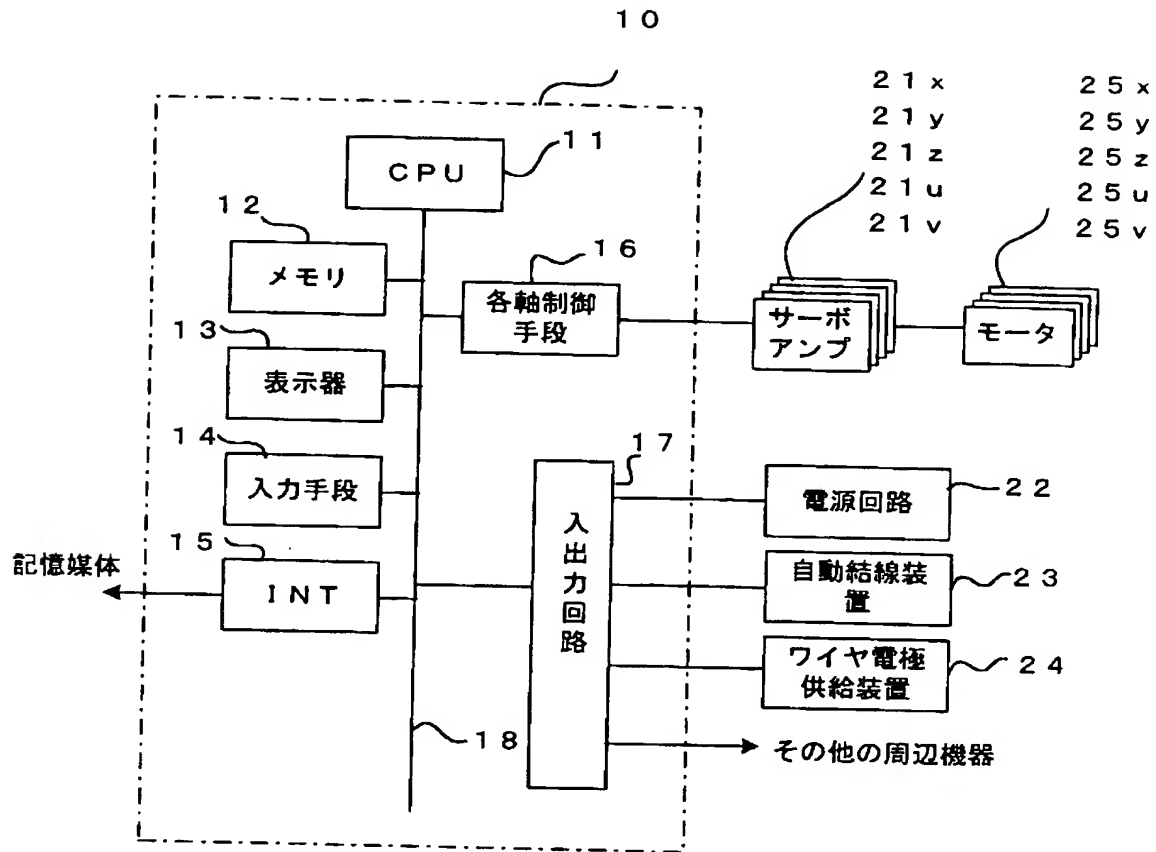 10
21x
21y
21z
21u
21v
25x
25y
25z
25u
25v
CPU
11
12
メモリ
16
各軸制御
手段
サーボ
アンプ
モータ
13
表示器
14
入力手段
17
入出力回路
電源回路
22
記憶媒体
15
INT
自動結線装
置
23
ワイヤ電極
供給装置
24
18
その他の周辺機器